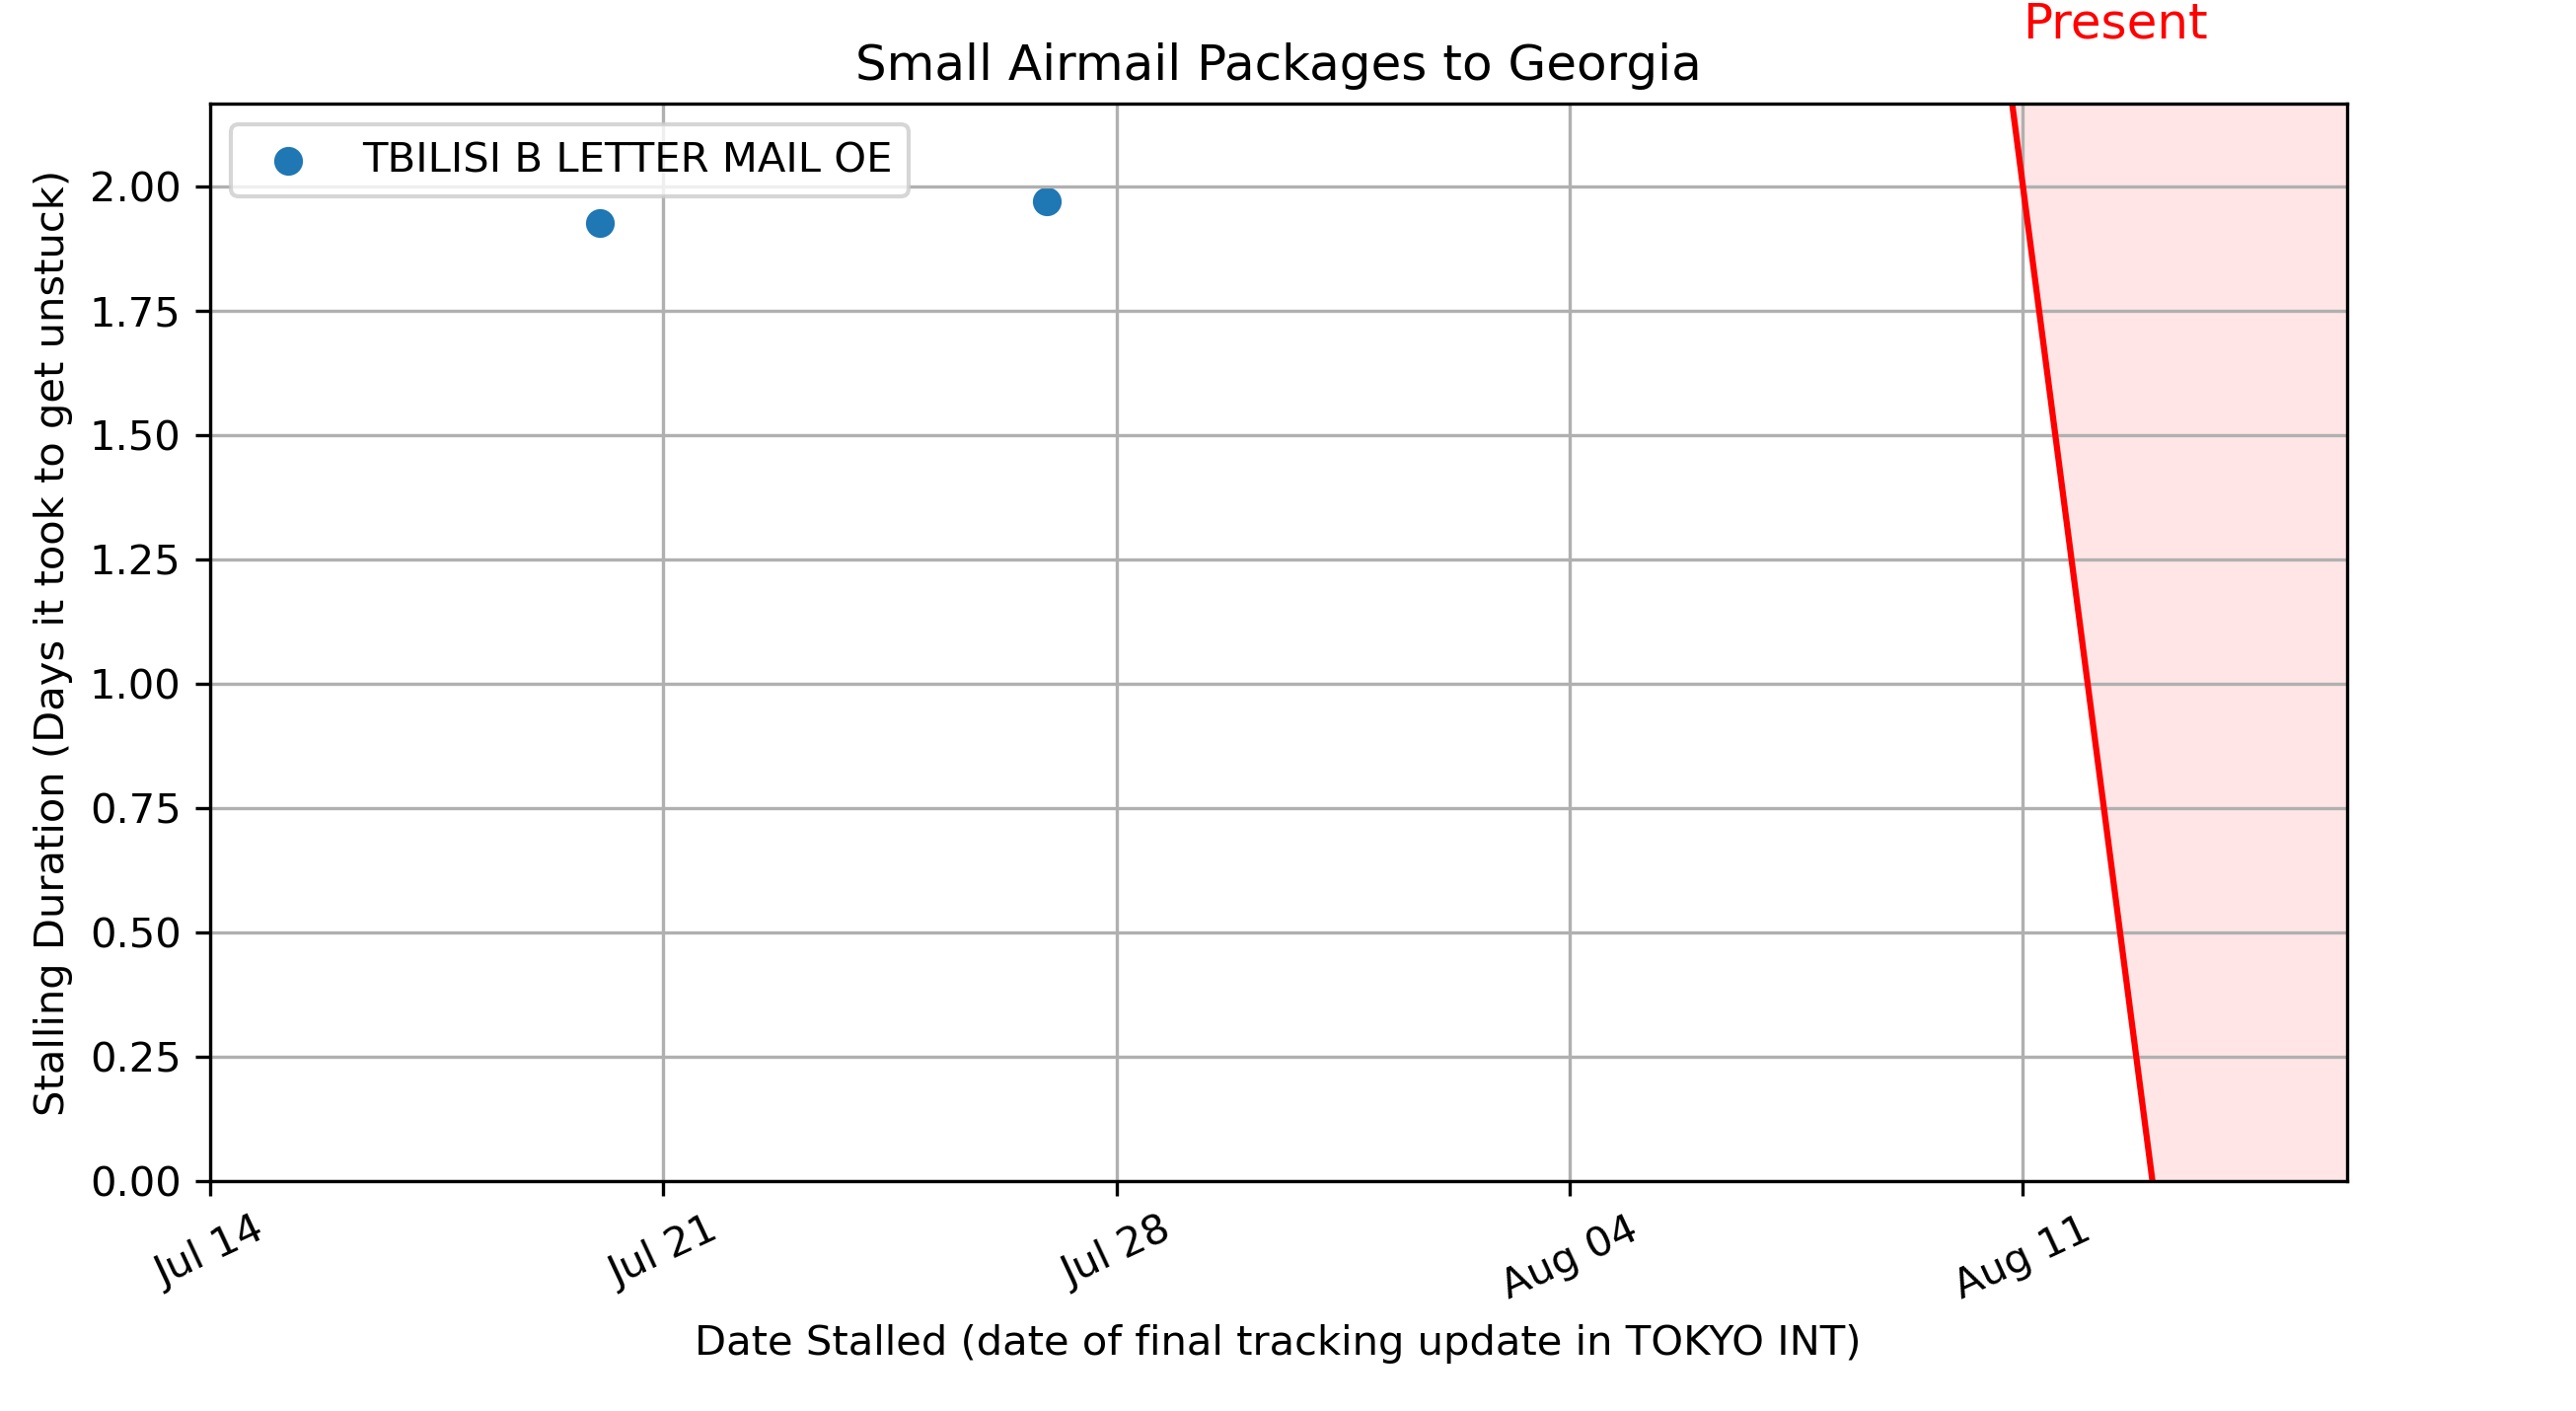 Present
Small Airmail Packages to Georgia
TBILISI B LETTER MAIL OE
Stalling Duration (Days it took to get unstuck)
2.00
1.75
1.50
1.25
1.00
0.75
0.50
0.25
0.00
Jul 14
Jul 21
Jul 28
Aug 04
Aug 11
Date Stalled (date of final tracking update in TOKYO INT)